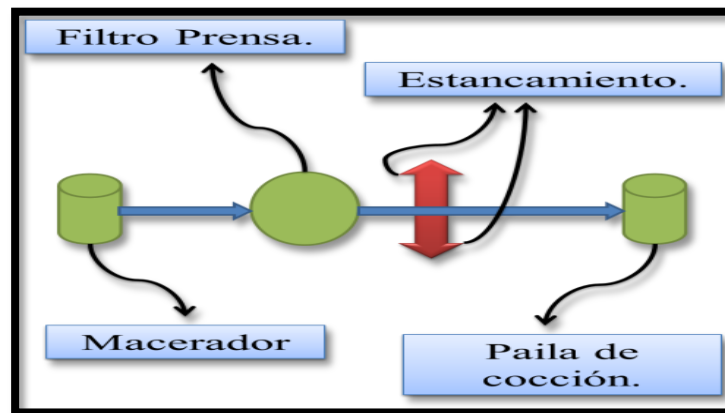 Filtro Prensa.
Estancamiento.
Macerador
Paila de
cocción.